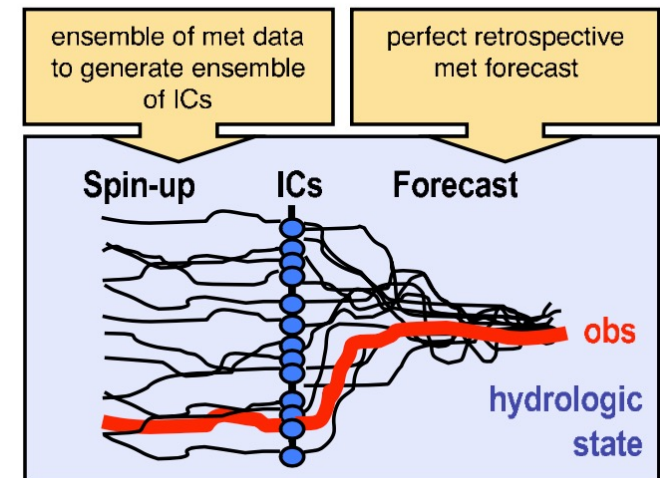 ensemble of met data
to generate ensemble
of ICs
perfect retrospective
met forecast
Spin-up ICs Forecast
obs
hydrologic
state